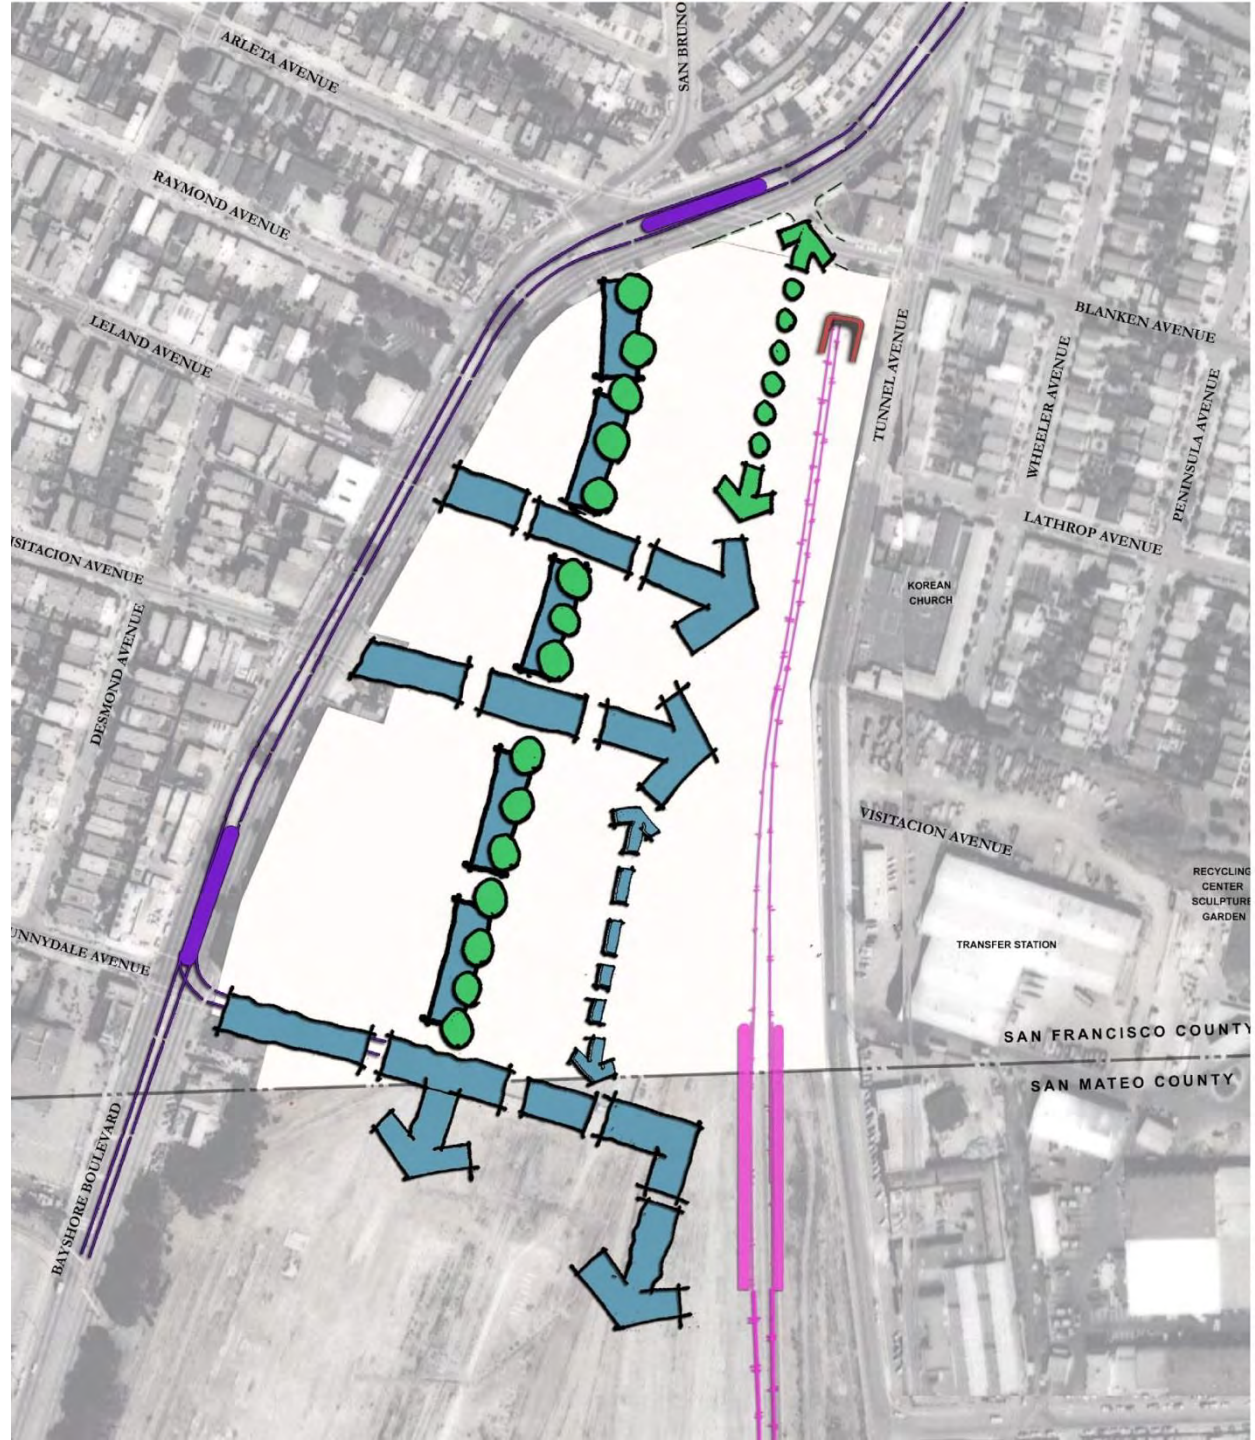 SAN BRUNO
ARLETA AVENUE
RAYMOND AVENUE
LELAND AVENUE
ISITACION AVENUE
DESMOND AVENUE
UNNYDALE AVENUE
BAYSHORE BOULEVARD
TUNNEL AVENUE
BLANKEN AVENUE
WHEELER AVENUE
PENINSULA AVENUE
LATHROP AVENUE
KOREAN
CHURCH
VISITACION AVENUE
RECYCLING
CENTER
SCULPTURE
GARDEN
TRANSFER STATION
SAN FRANCISCO COUNTY
SAN MATEO COUNTY